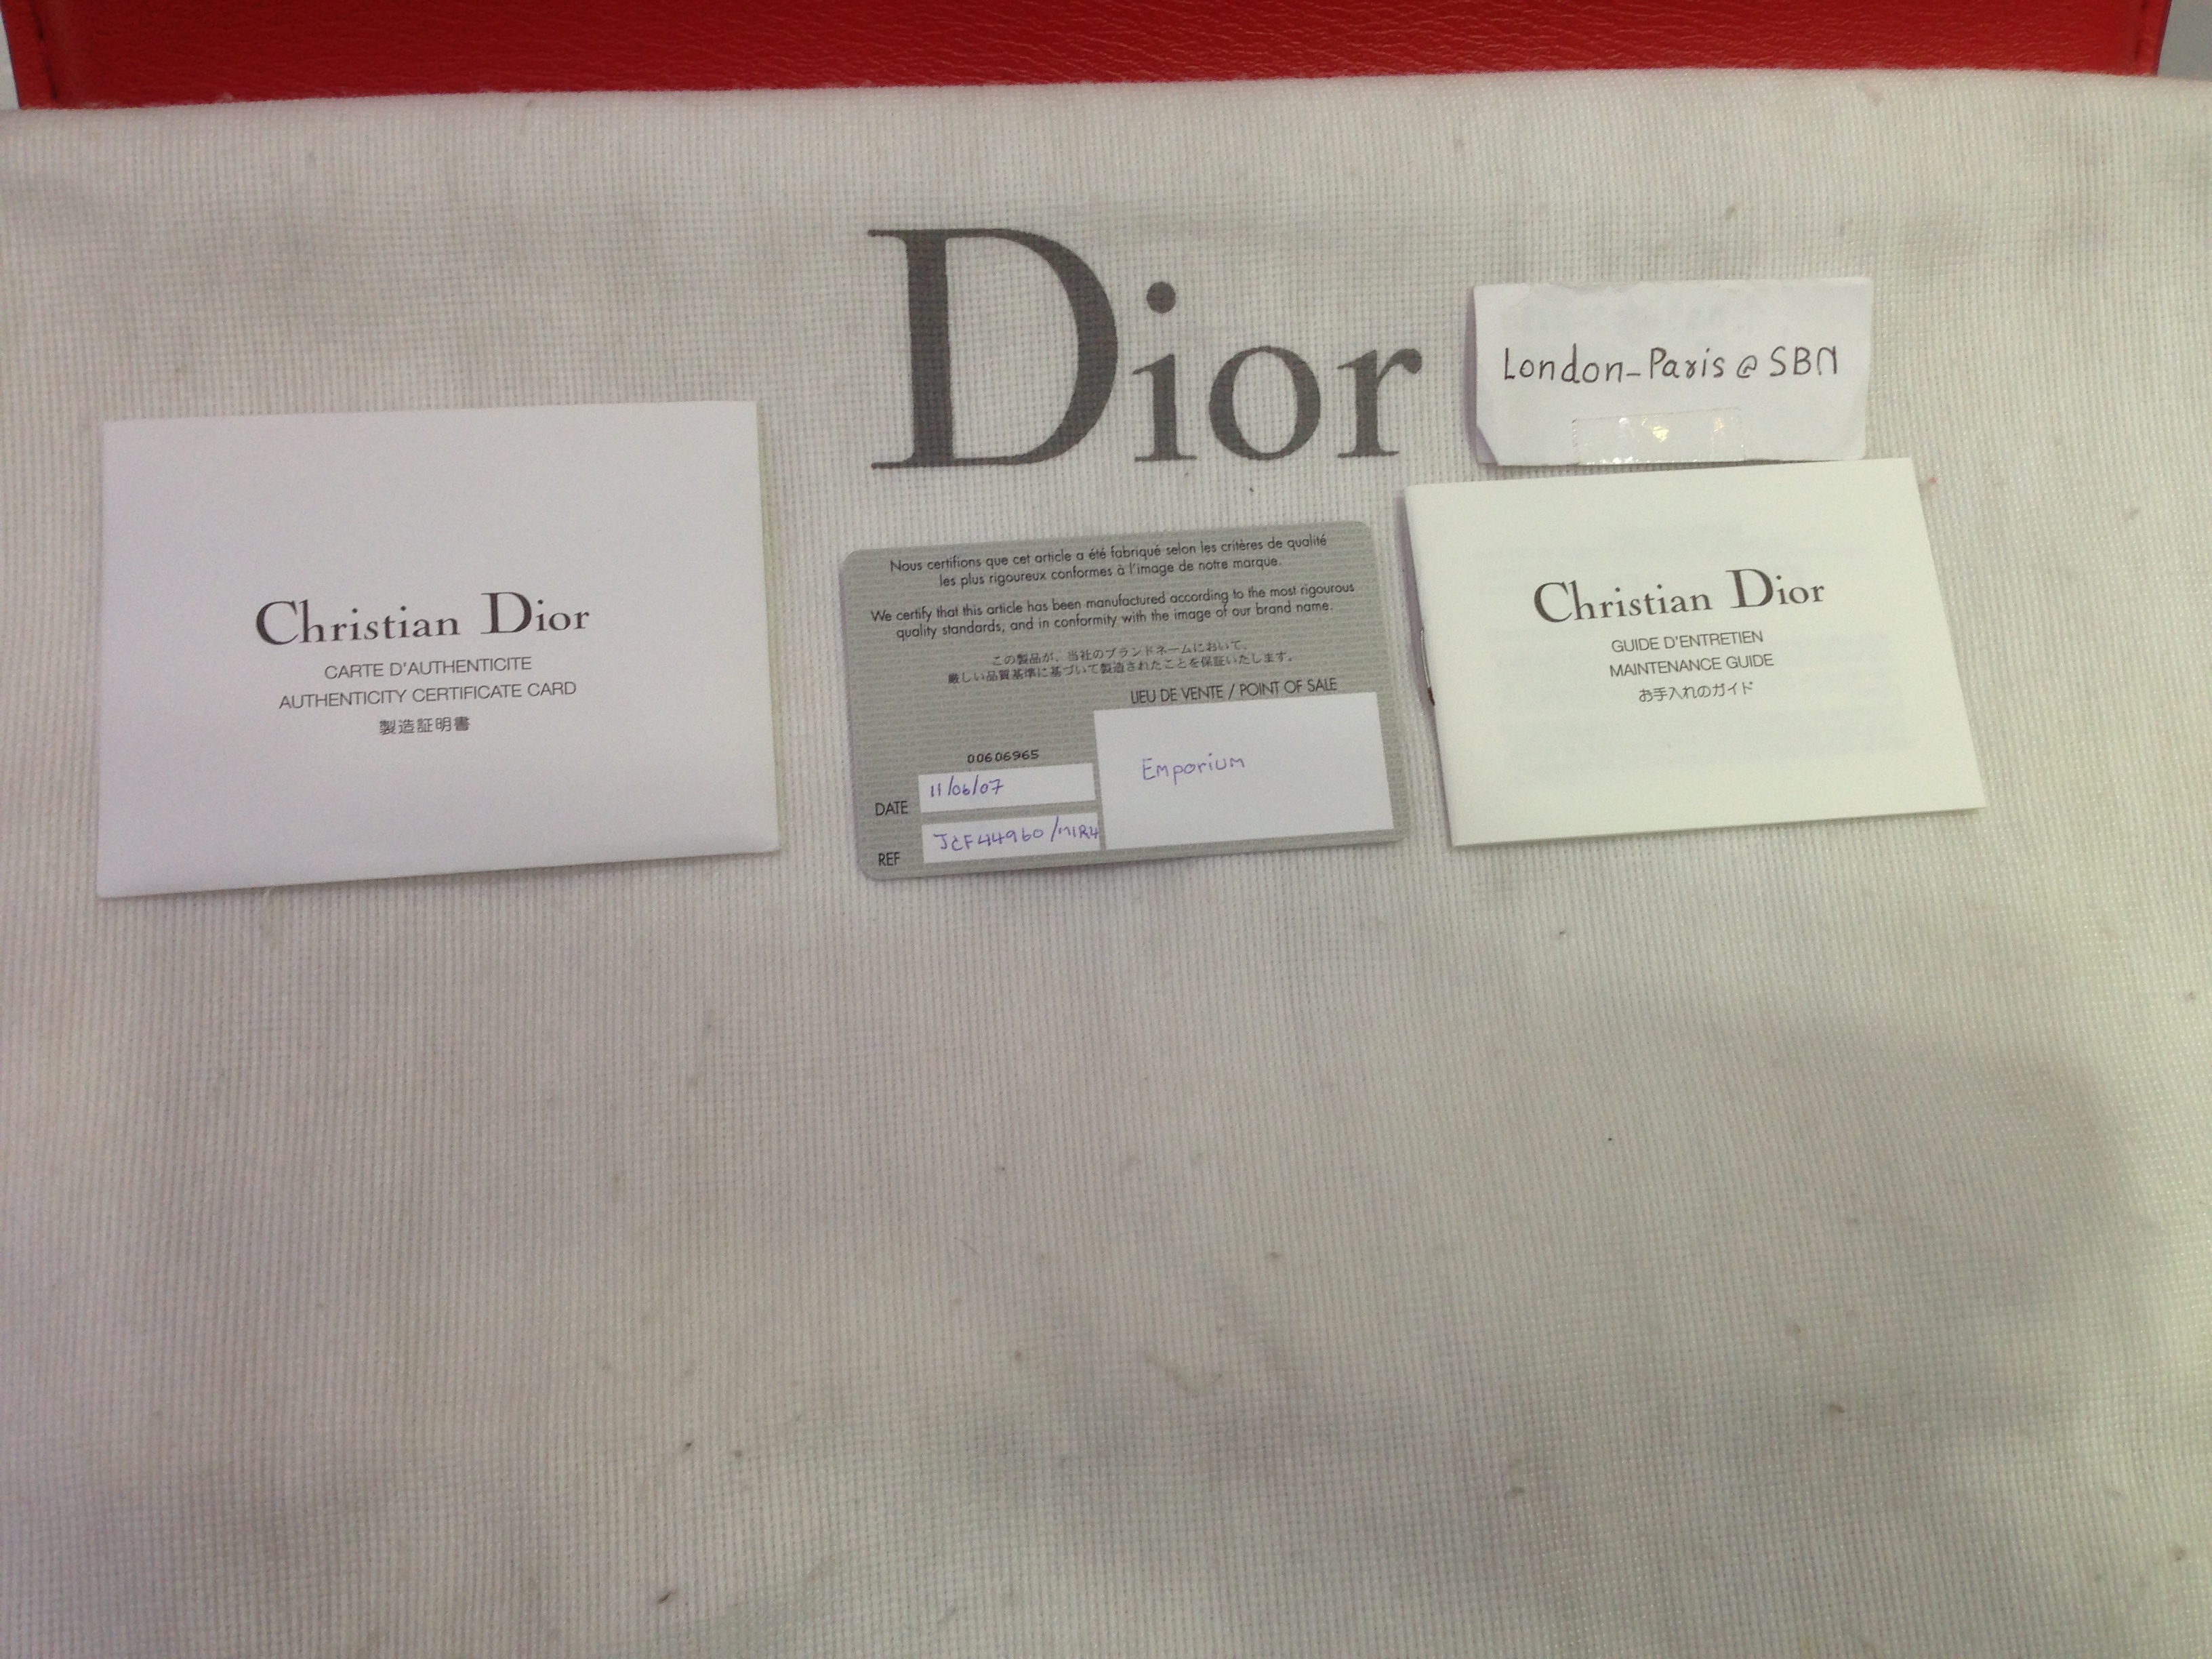 Dior
London-Paris @ SBN
Christian Dior
CARTE D'AUTHENTICITE
AUTHENTICITY CERTIFICATE CARD
製造証明書
Nous certifions que cet article a été fabriqué selon les critères de qualité
les plus rigoureux conformes à l'image de notre marque.
We certify that this article has been manufactured according to the most rigourous
quality standards, and in conformity with the image of our brand name.
この製品が、当社のブランドネームにおいて、
厳しい品質基準に基づいて製造されたことを保証いたします。
LIEU DE VENTE / POINT OF SALE
Emporium
00606965
DATE 11/06/07
REF JCF44960/M1R4
Christian Dior
GUIDE D'ENTRETIEN
MAINTENANCE GUIDE
お手入れのガイド